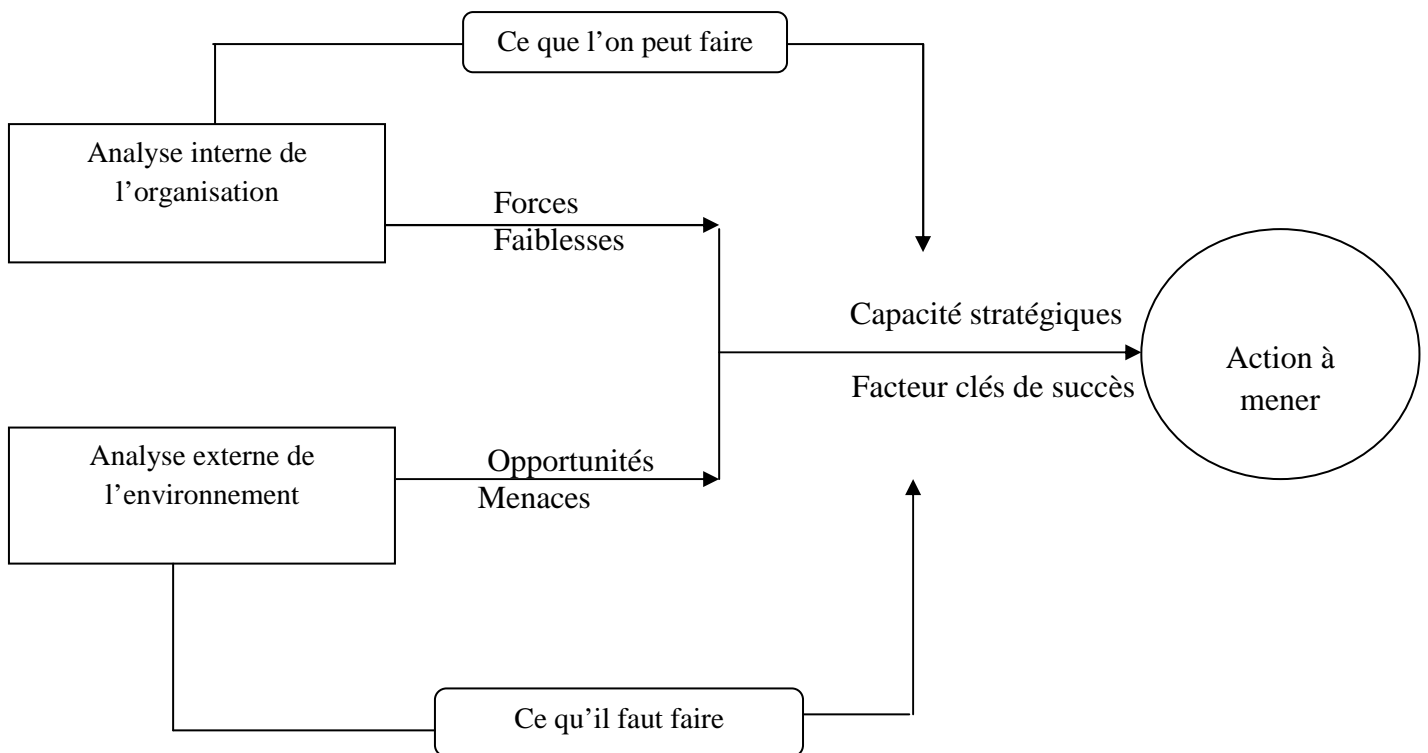 Ce que l’on peut faire
Analyse interne de
l’organisation
Forces
Faiblesses
Capacité stratégiques
Action à
mener
Facteur clés de succès
Analyse externe de
l’environnement
Opportunités
Menaces
Ce qu’il faut faire